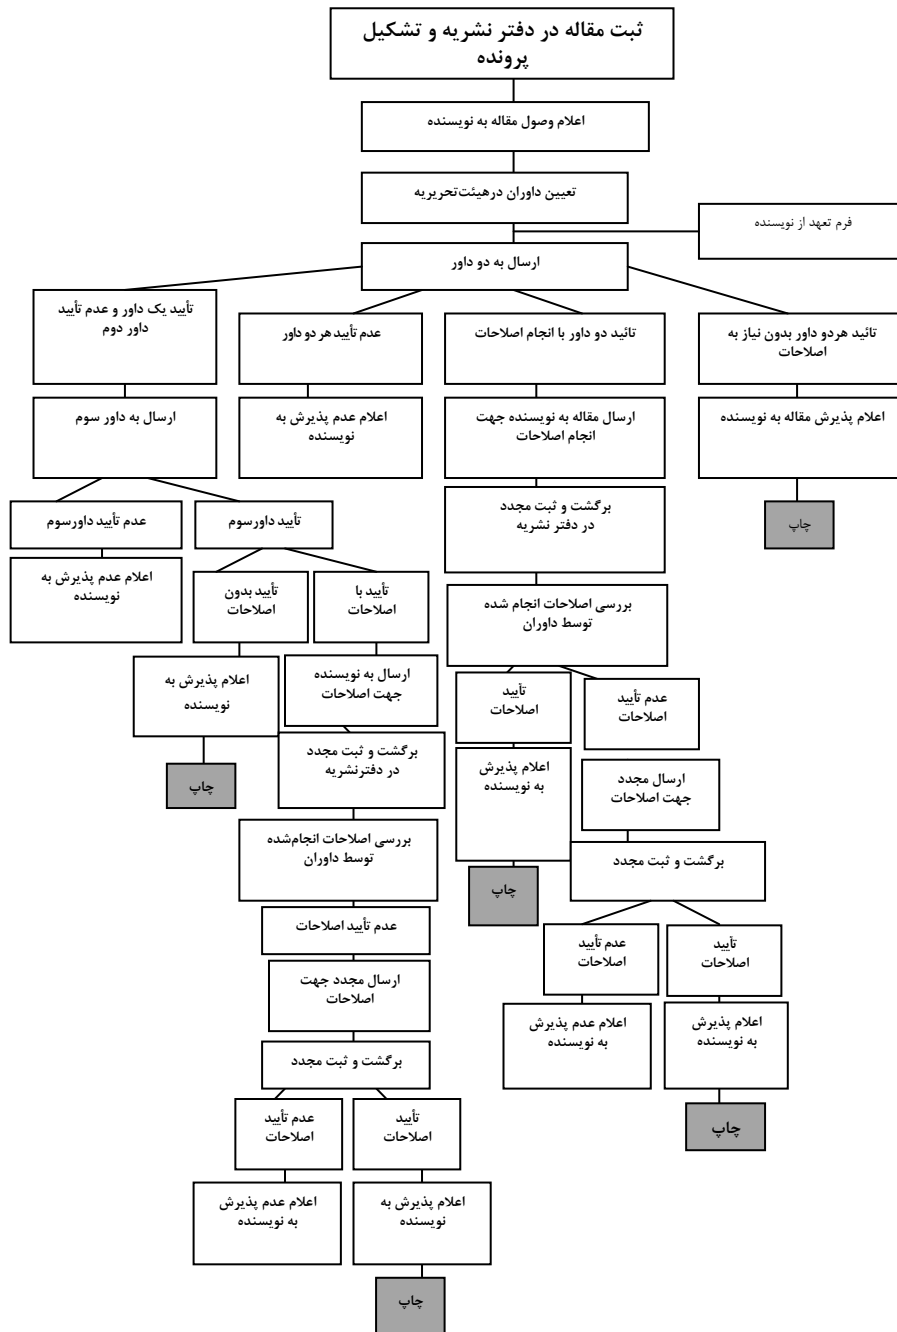 ثبت مقاله در دفتر نشریه و تشکیل
پرونده
اعلام وصول مقاله به نویسنده
تعیین داوران درهیئت‌تحریریه
فرم تعهد از نویسنده
ارسال به دو داور
تائید هردو داور بدون نیاز به
اصلاحات
تائید دو داور با انجام اصلاحات
عدم تأیید هر دو داور
تأیید یک داور و عدم تأیید
داور دوم
اعلام پذیرش مقاله به نویسنده
ارسال مقاله به نویسنده جهت
انجام اصلاحات
اعلام عدم پذیرش به
نویسنده
ارسال به داور سوم
چاپ
برگشت و ثبت مجدد
در دفتر نشریه
تأیید داورسوم
عدم تأیید داورسوم
بررسی اصلاحات انجام شده
توسط داوران
تأیید با
اصلاحات
تأیید بدون
اصلاحات
اعلام عدم پذیرش به
نویسنده
عدم تأیید
اصلاحات
تأیید
اصلاحات
ارسال به نویسنده
جهت اصلاحات
اعلام پذیرش به
نویسنده
ارسال مجدد
جهت اصلاحات
اعلام پذیرش
به نویسنده
برگشت و ثبت مجدد
در دفترنشریه
چاپ
برگشت و ثبت مجدد
چاپ
بررسی اصلاحات انجام‌شده
توسط داوران
تأیید
اصلاحات
عدم تأیید
اصلاحات
عدم تأیید اصلاحات
اعلام پذیرش
به نویسنده
اعلام عدم پذیرش
به نویسنده
ارسال مجدد جهت
اصلاحات
چاپ
برگشت و ثبت مجدد
تأیید
اصلاحات
عدم تأیید
اصلاحات
اعلام پذیرش به
نویسنده
اعلام عدم پذیرش
به نویسنده
چاپ